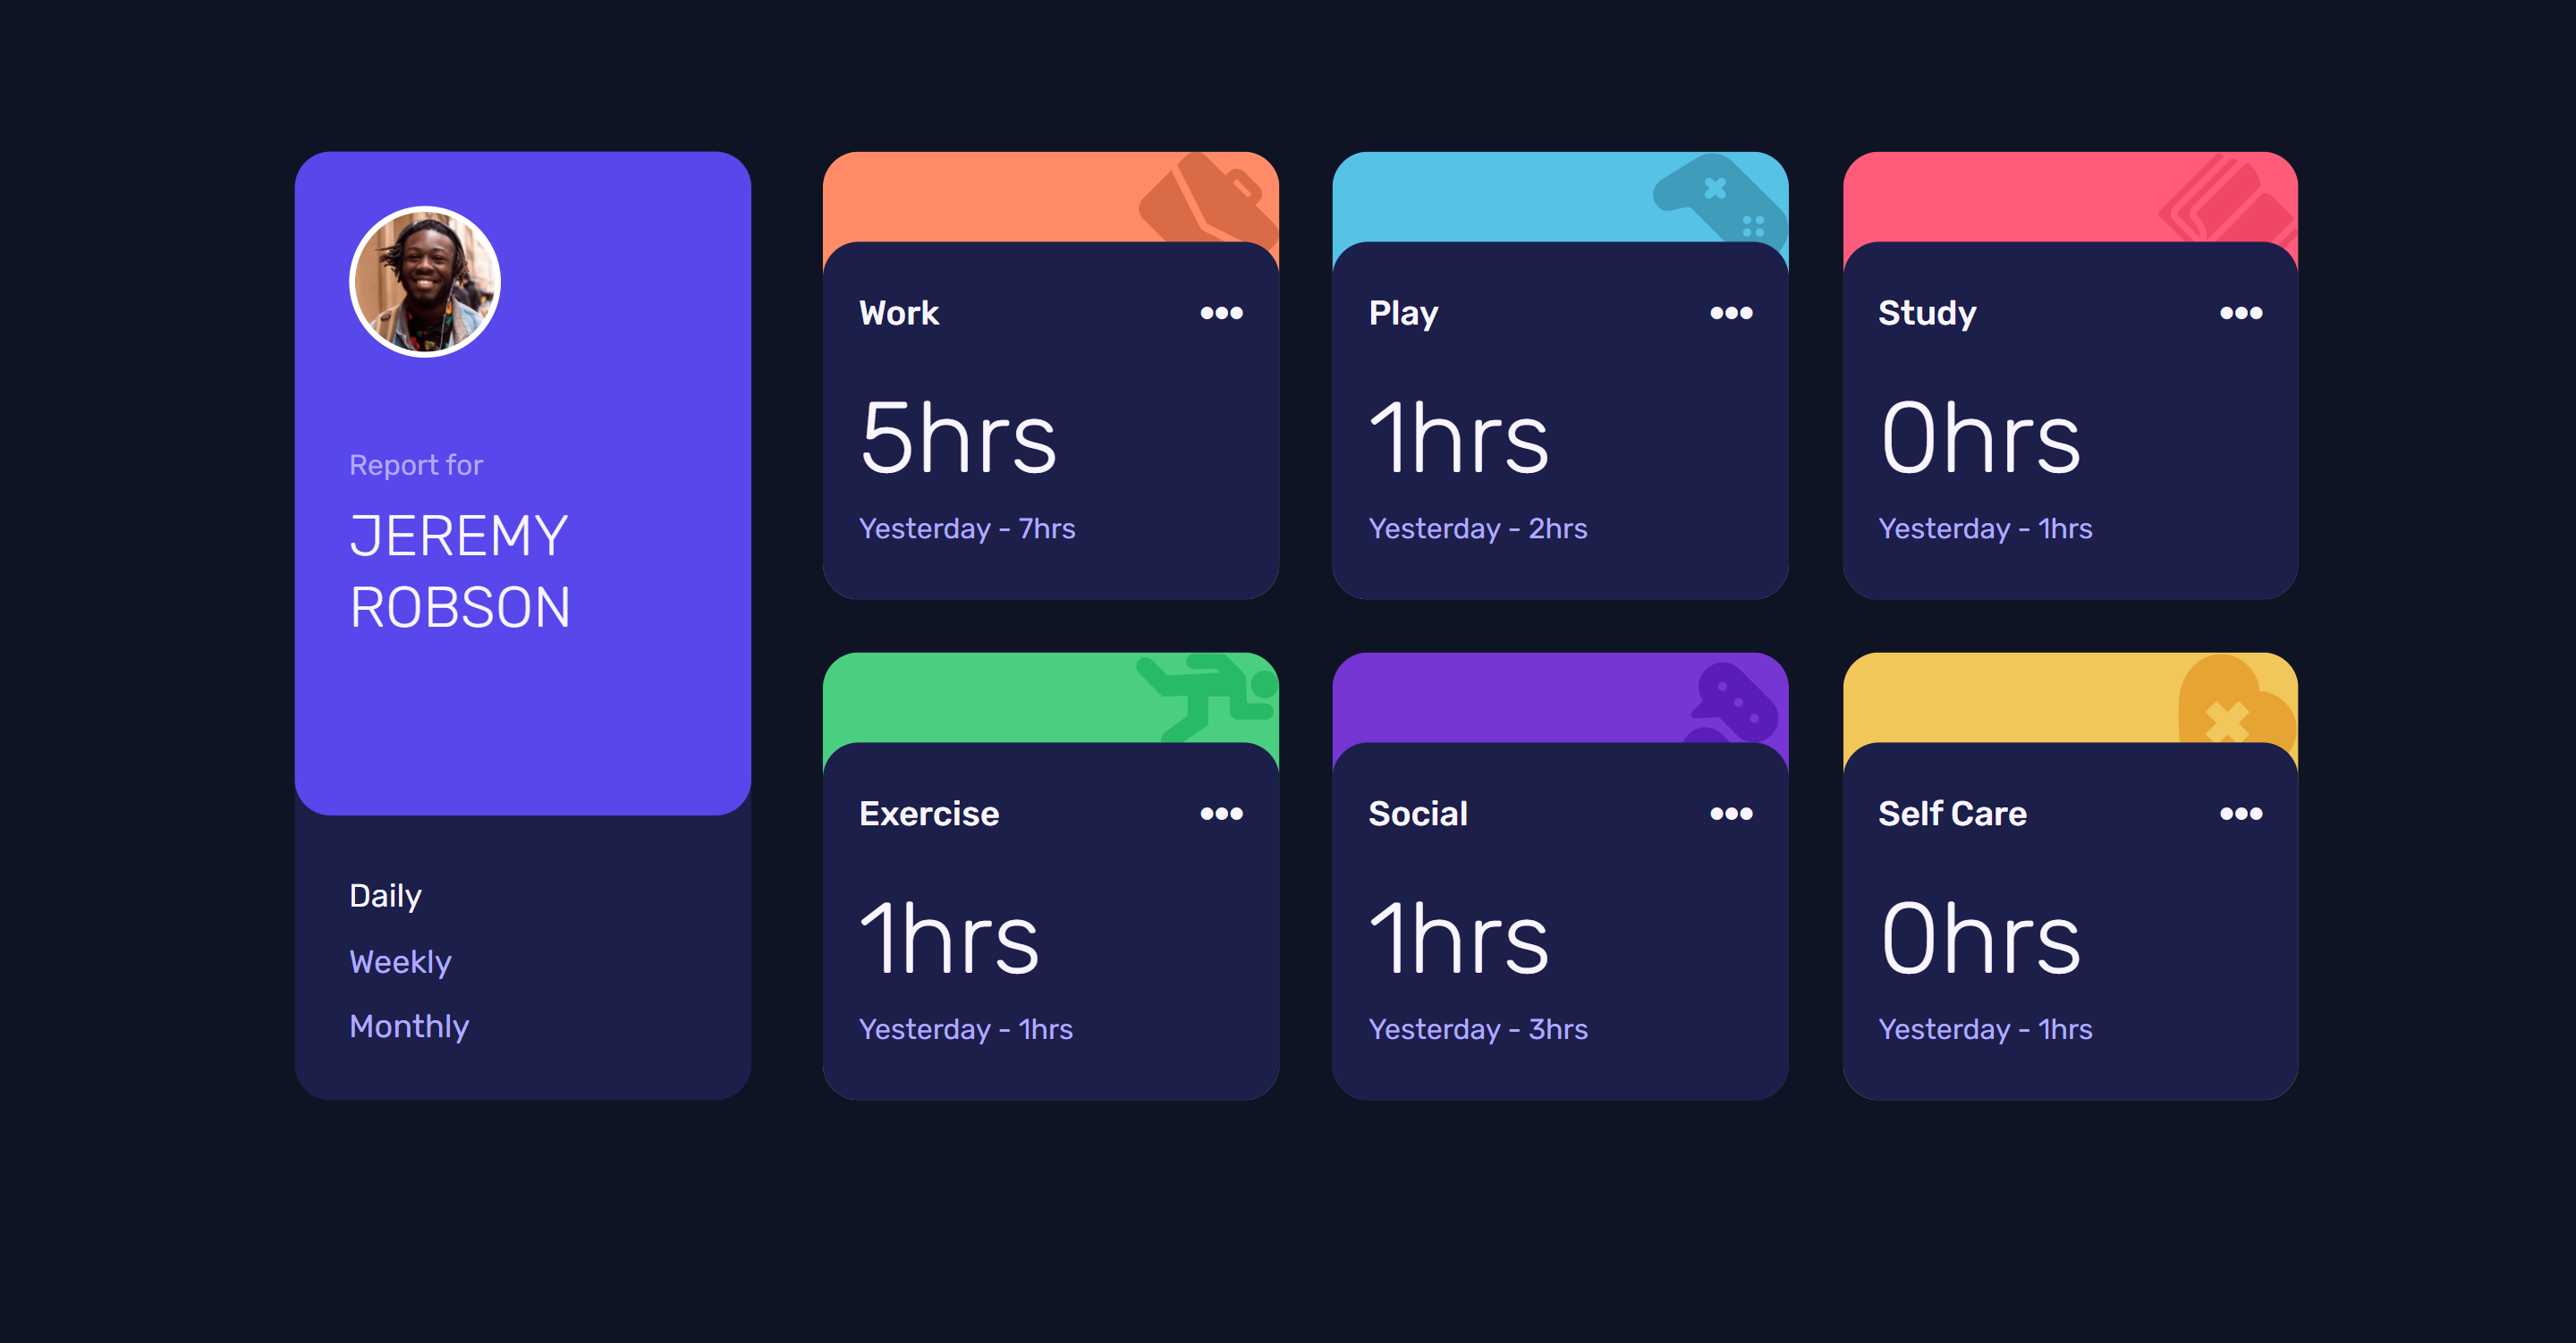 Report for
JEREMY
ROBSON
Daily
Weekly
Monthly
Work
5hrs
Yesterday - 7hrs
Play
1hrs
Yesterday - 2hrs
Study
0hrs
Yesterday - 1hrs
Exercise
1hrs
Yesterday - 1hrs
Social
1hrs
Yesterday - 3hrs
Self Care
0hrs
Yesterday - 1hrs